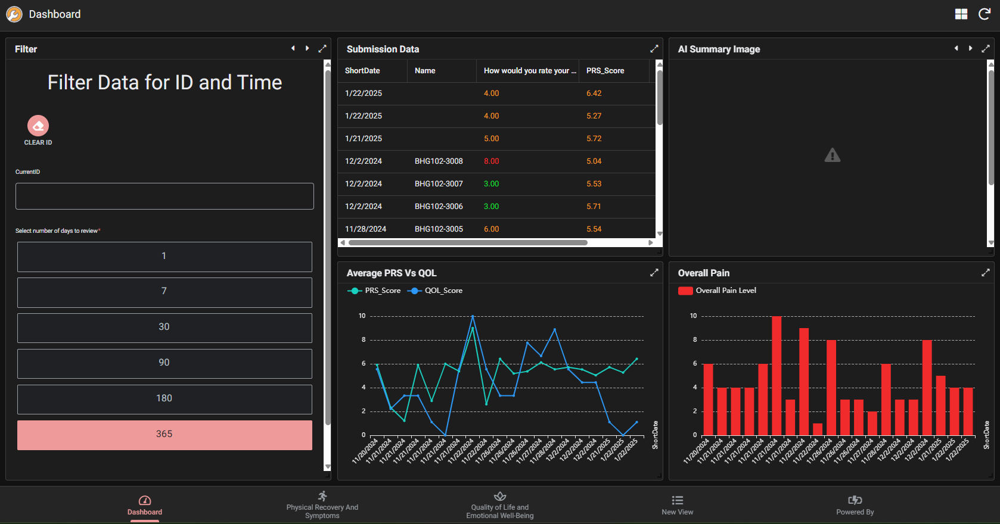 Dashboard
Filter
Filter Data for ID and Time
CLEAR ID
CurrentID
Select number of days to review*
1
7
30
90
180
365
Submission Data
ShortDate Name How would you rate your ... PRS_Score
1/22/2025 4.00 6.42
1/22/2025 4.00 5.27
1/21/2025 5.00 5.72
12/2/2024 BHG102-3008 8.00 5.04
12/2/2024 BHG102-3007 3.00 5.53
12/2/2024 BHG102-3006 3.00 5.71
11/28/2024 BHG102-3005 6.00 5.54
AI Summary Image
Average PRS Vs QOL
PRS_Score QOL_Score
10
8
6
4
2
0
11/20/2024 11/21/2024 11/21/2024 11/21/2024 11/21/2024 11/21/2024 11/21/2024 11/22/2024 11/22/2024 11/26/2024 11/26/2024 11/26/2024 11/27/2024 11/28/2024 12/2/2024 12/2/2024 12/2/2024 1/21/2025 1/22/2025 1/22/2025
ShortDate
Overall Pain
Overall Pain Level
10
8
6
4
2
0
11/20/2024 11/21/2024 11/21/2024 11/21/2024 11/21/2024 11/21/2024 11/21/2024 11/22/2024 11/22/2024 11/26/2024 11/26/2024 11/26/2024 11/27/2024 11/28/2024 12/2/2024 12/2/2024 12/2/2024 1/21/2025 1/22/2025 1/22/2025
ShortDate
Dashboard
Physical Recovery And
Symptoms
Quality of Life and
Emotional Well-Being
New View
Powered By